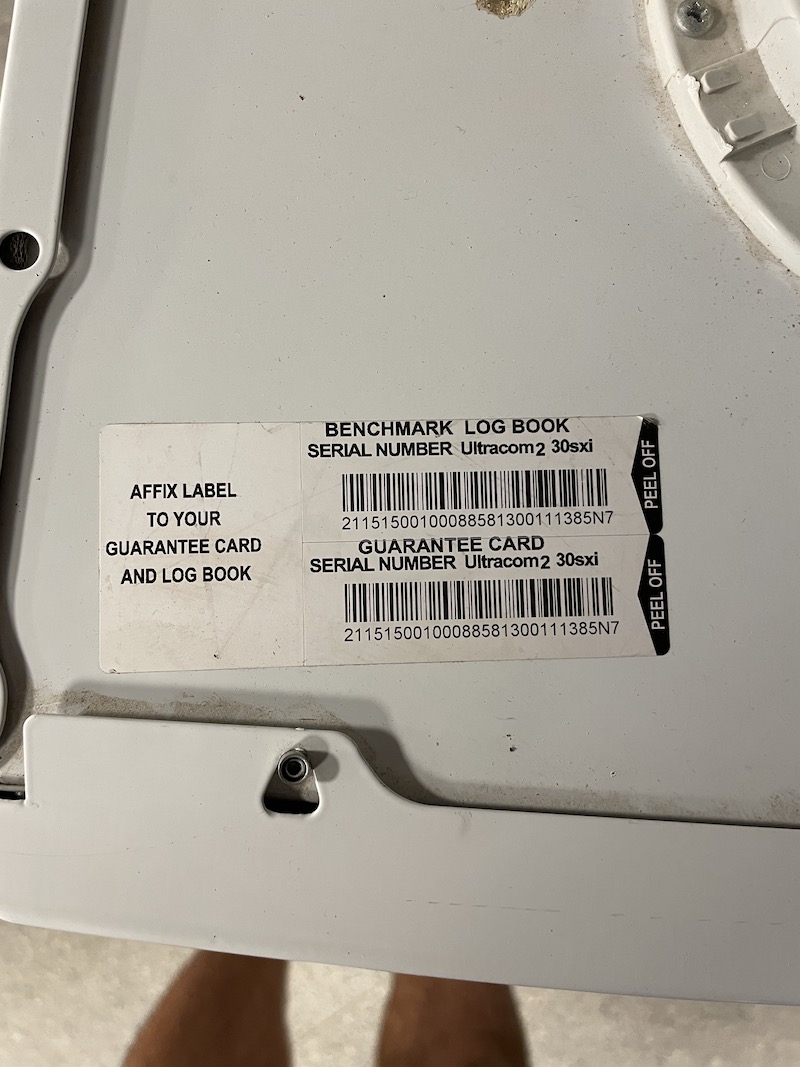 AFFIX LABEL
TO YOUR
GUARANTEE CARD
AND LOG BOOK
BENCHMARK LOG BOOK
SERIAL NUMBER Ultracom2 30sxi
21151500100088581300111385N7
PEEL OFF
GUARANTEE CARD
SERIAL NUMBER Ultracom2 30sxi
21151500100088581300111385N7
PEEL OFF